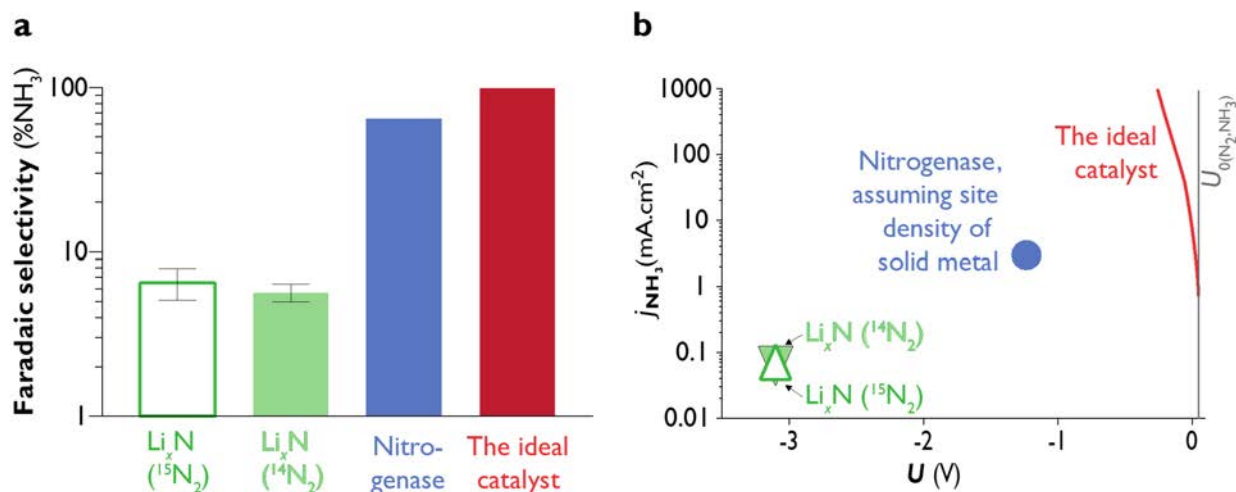 a
Faradaic selectivity (%NH₃)
100
10
1
LiₓN
(¹⁵N₂)
LiₓN
(¹⁴N₂)
Nitro-
genase
The ideal
catalyst
b
j_NH₃(mA.cm⁻²)
1000
100
10
1
0.1
0.01
The ideal
catalyst
U₀(N₂,NH₃)
Nitrogenase,
assuming site
density of
solid metal
LiₓN (¹⁴N₂)
LiₓN (¹⁵N₂)
-3
-2
-1
0
U (V)